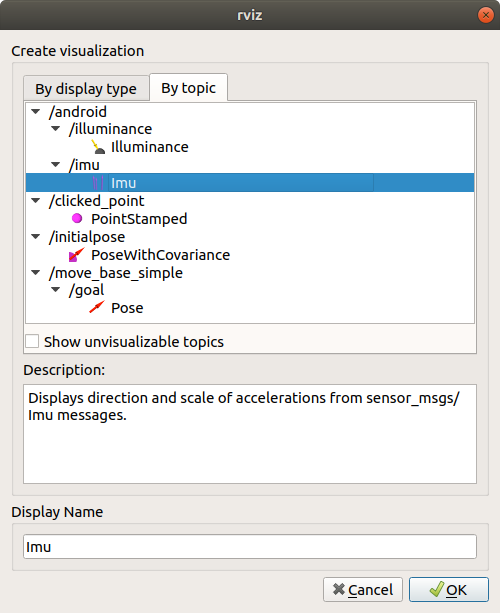 rviz
Create visualization
By display type
By topic
/android
/illuminance
Illuminance
/imu
Imu
/clicked_point
PointStamped
/initialpose
PoseWithCovariance
/move_base_simple
/goal
Pose
Show unvisualizable topics
Description:
Displays direction and scale of accelerations from sensor_msgs/
Imu messages.
Display Name
Imu
Cancel
OK